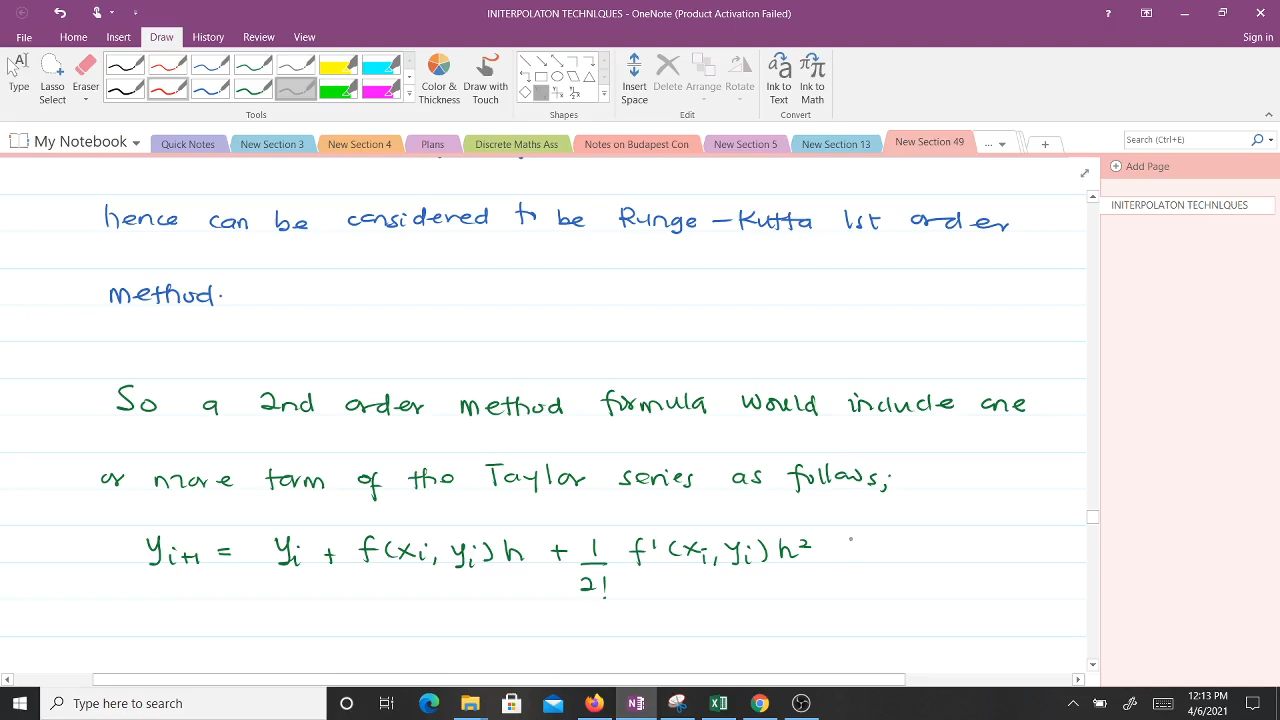 INITERPOLATON TECHNLQUES - OneNote (Product Activation Failed)
File Home Insert Draw History Review View Sign in
Type Lasso Select Eraser Color & Thickness Draw with Touch Insert Space Delete Arrange Rotate Ink to Text Ink to Math
Tools Shapes Edit Convert
My Notebook Quick Notes New Section 3 New Section 4 Plans Discrete Maths Ass Notes on Budapest Con New Section 5 New Section 13 New Section 49 ... + Search (Ctrl+E)
Add Page
INITERPOLATON TECHNLQUES
hence can be considered to be Runge-Kutta 1st order
method.
So a 2nd order method formula would include one
or more term of the Taylor series as follows;
yᵢ₊₁ = yᵢ + f(xᵢ, yᵢ)h + 1/2! f'(xᵢ, yᵢ)h²
Type here to search
12:13 PM
4/6/2021